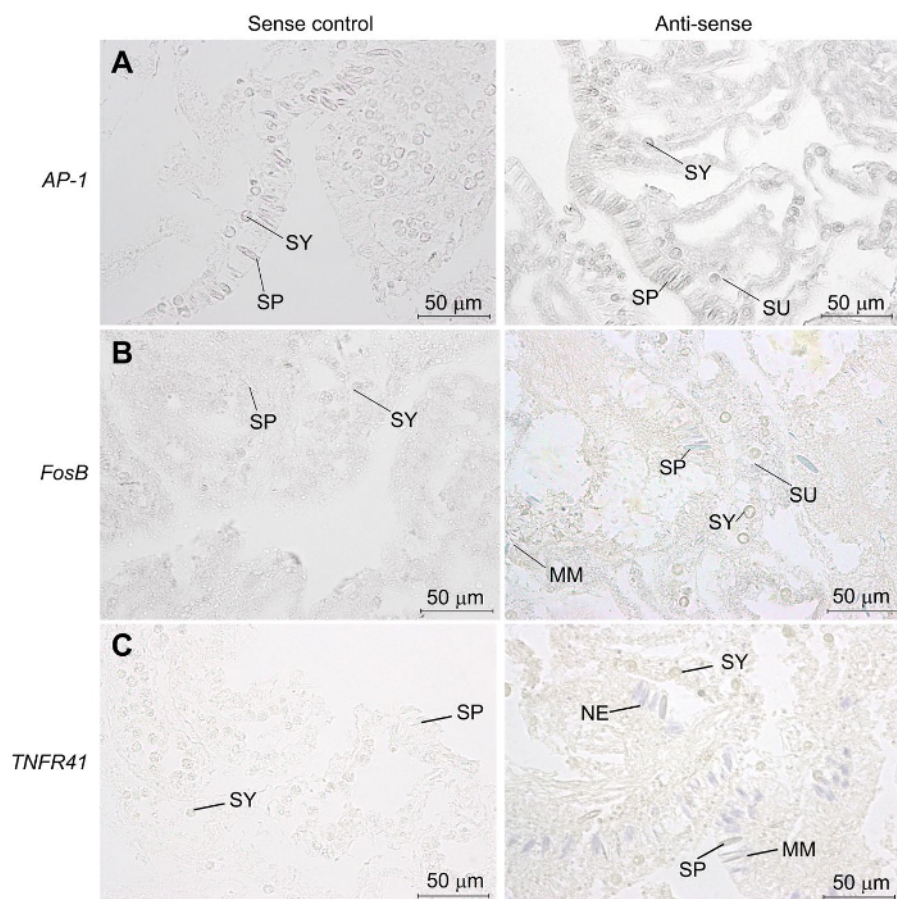 Sense control
Anti-sense
A
AP-1
SY
SP
50 μm
SY
SP
SU
50 μm
B
FosB
SP
SY
50 μm
SP
SU
SY
MM
50 μm
C
TNFR41
SP
SY
50 μm
SY
NE
SP
MM
50 μm